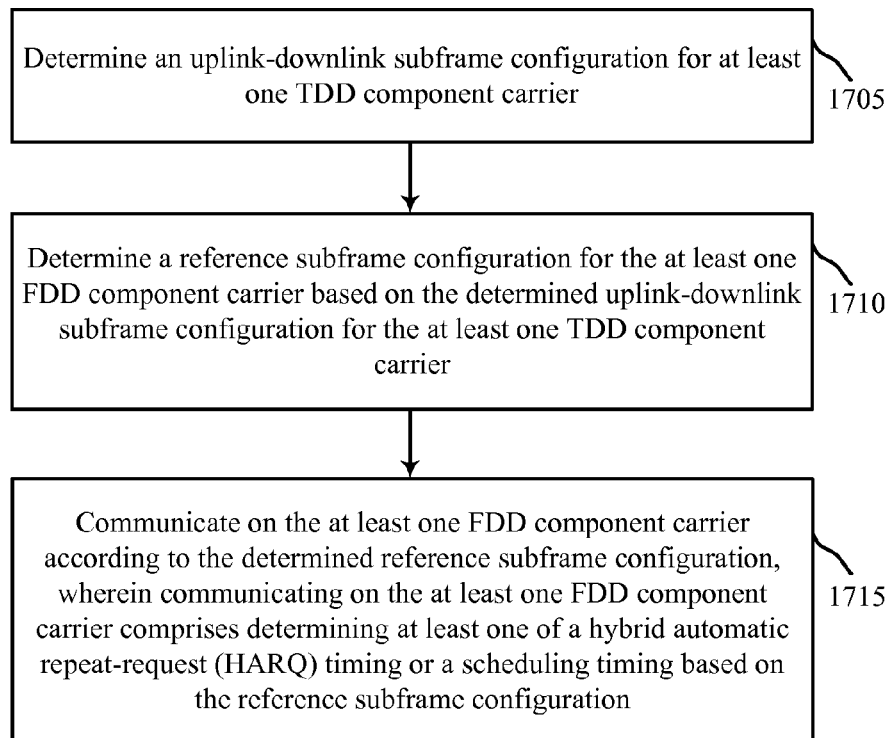 Determine an uplink-downlink subframe configuration for at least
one TDD component carrier
1705
Determine a reference subframe configuration for the at least one
FDD component carrier based on the determined uplink-downlink
subframe configuration for the at least one TDD component
carrier
1710
Communicate on the at least one FDD component carrier
according to the determined reference subframe configuration,
wherein communicating on the at least one FDD component
carrier comprises determining at least one of a hybrid automatic
repeat-request (HARQ) timing or a scheduling timing based on
the reference subframe configuration
1715